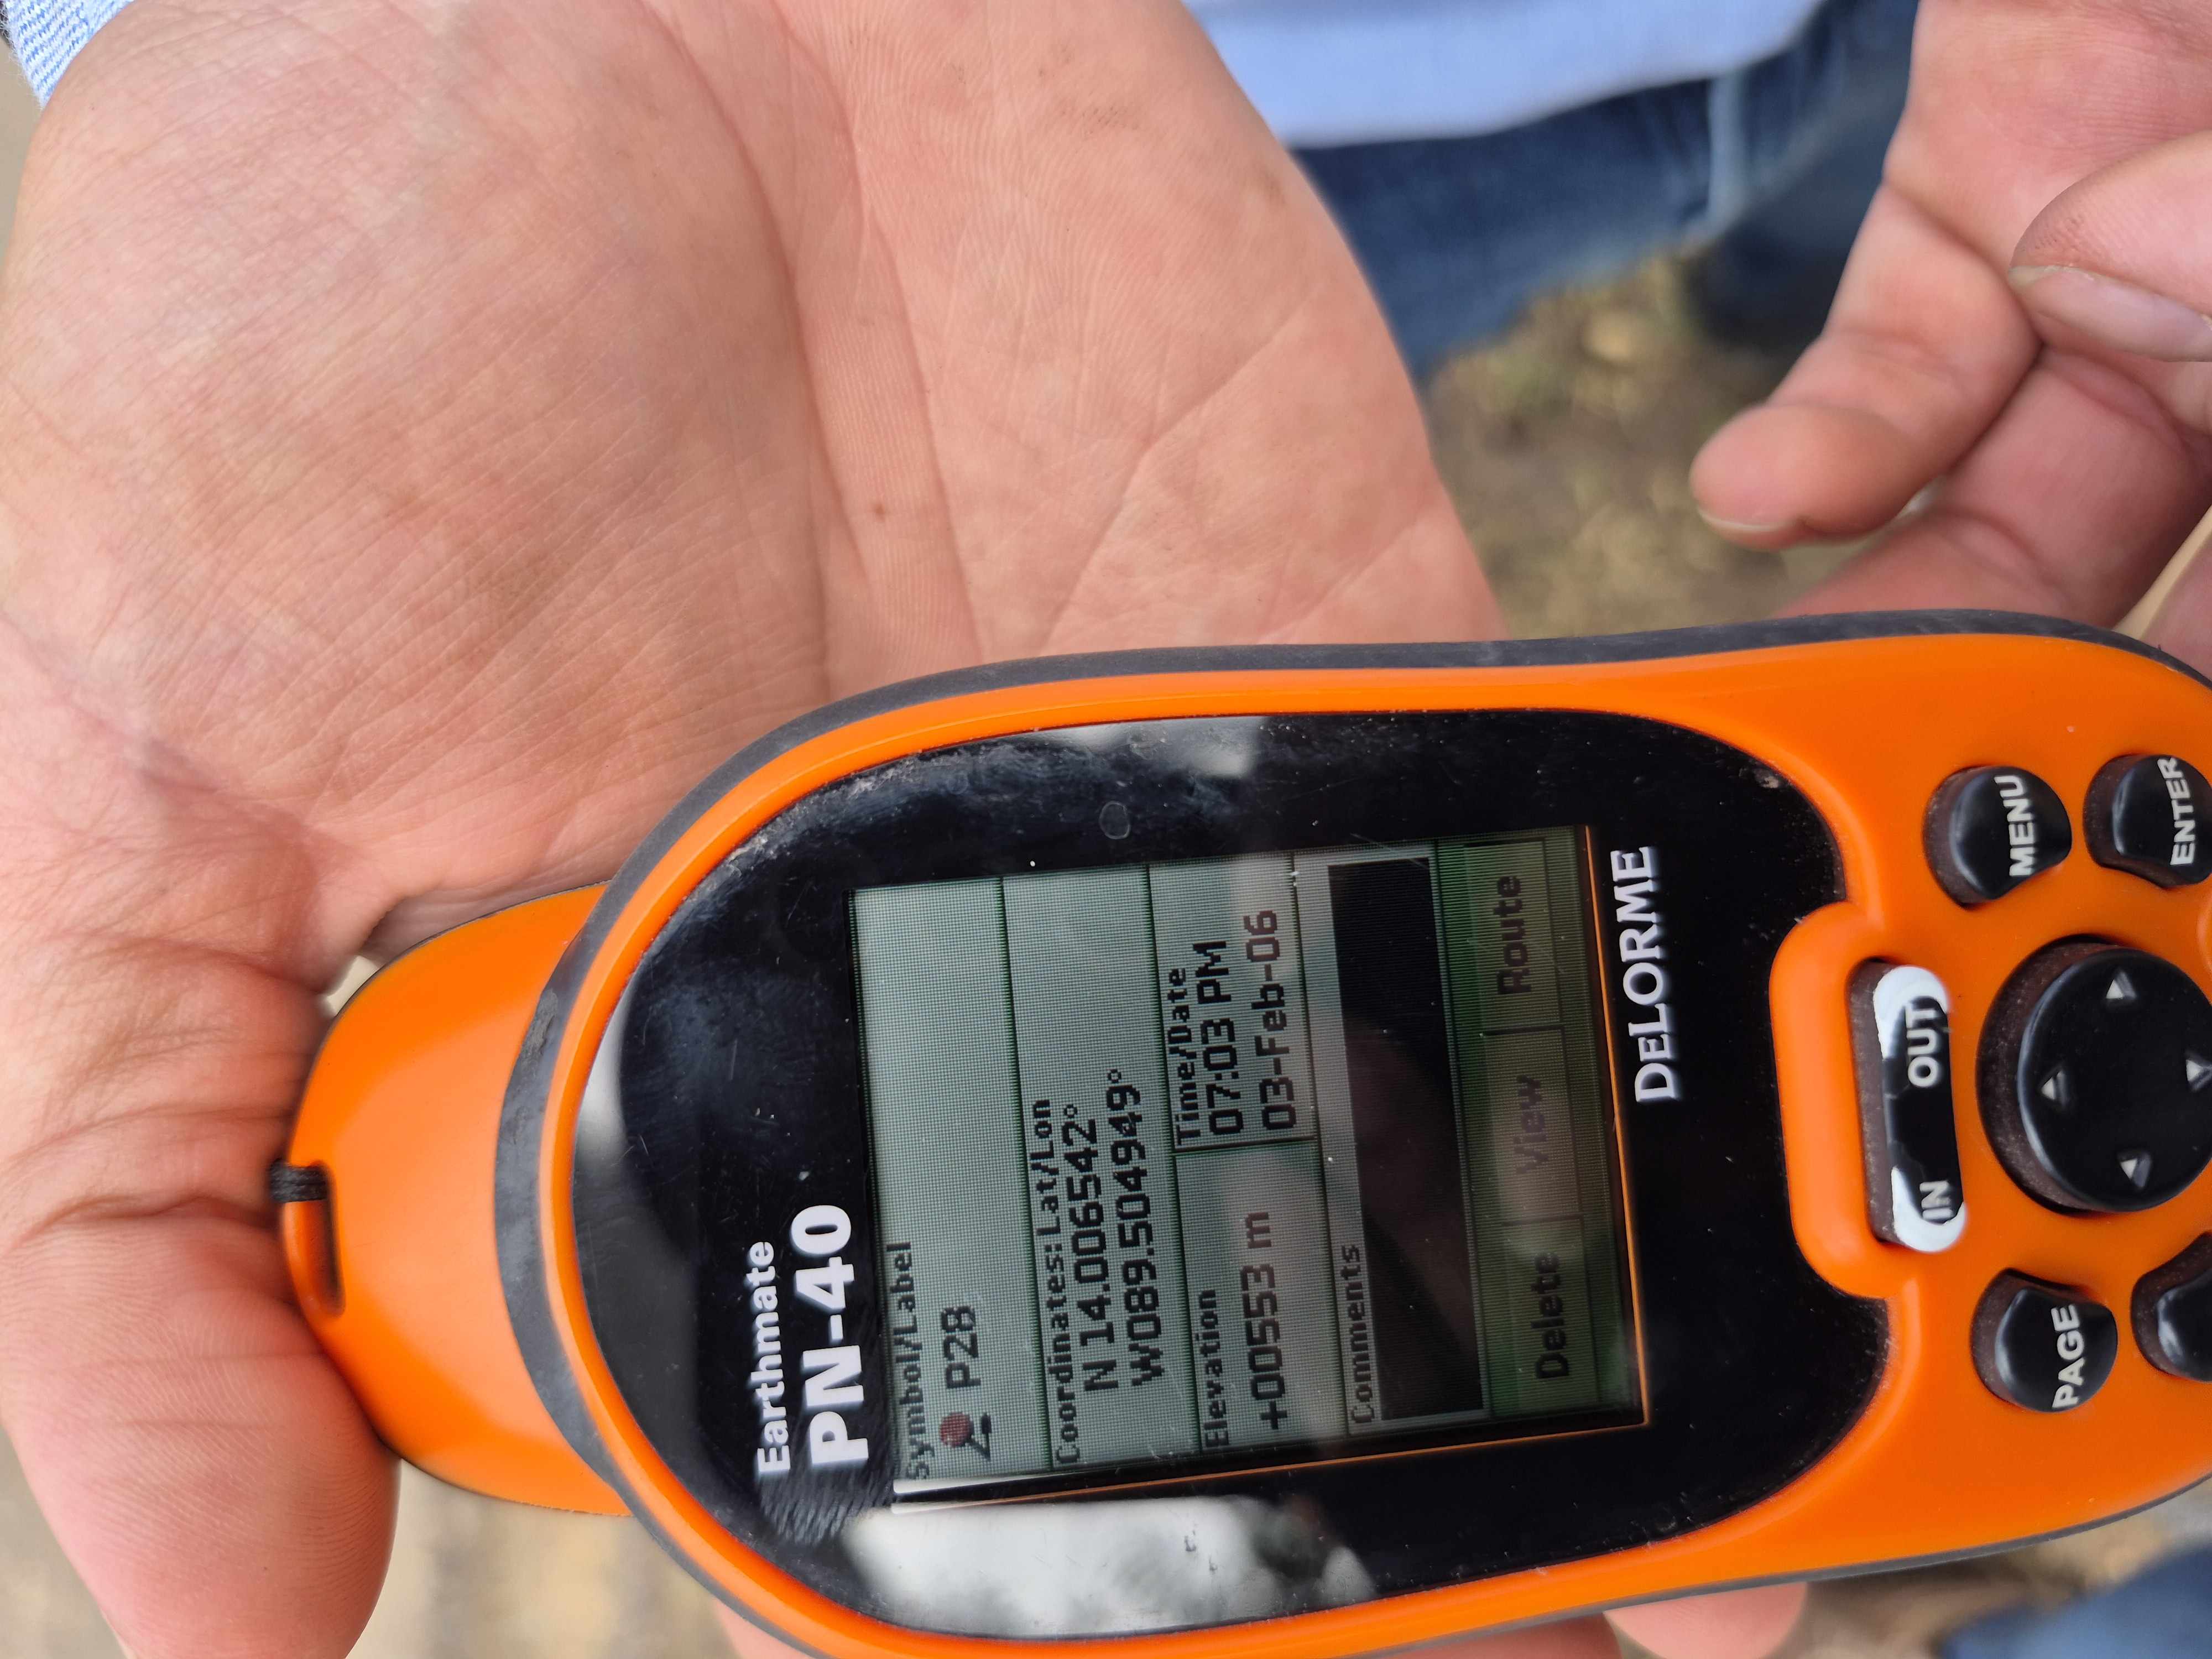 Earthmate
PN-40
Symbol/Label
P28
Coordinates:Lat/Lon
N 14.006542°
W089.504949°
Elevation
+00553 m
Time/Date
07:03 PM
03-Feb-06
Comments
Delete
View
Route
DELORME
IN
OUT
PAGE
MENU
ENTER